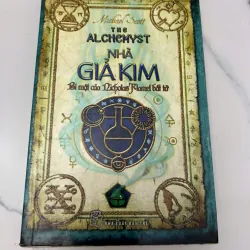 Michael Scott
THE
ALCHEMYST
NHÀ
GIẢ KIM
Bí mật của Nicholas Flamel bất tử